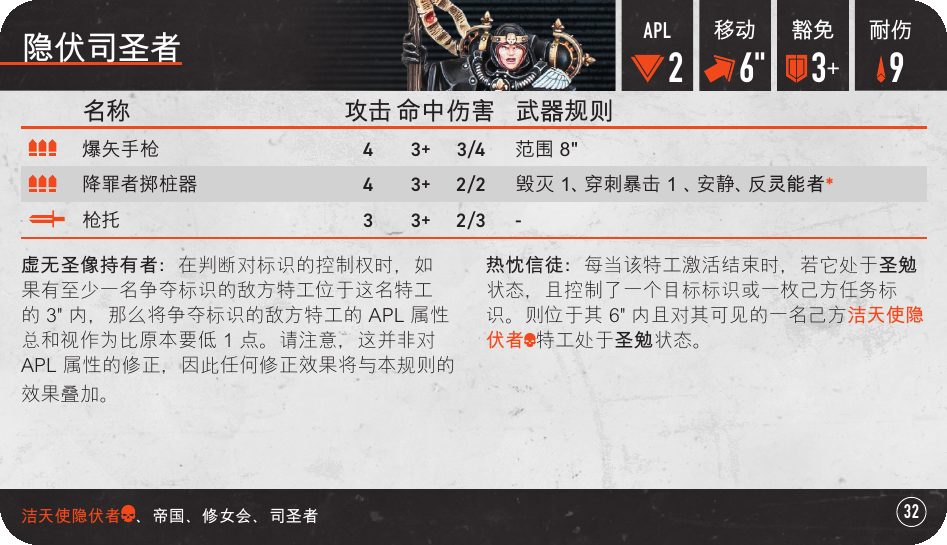 隐伏司圣者
APL 移动 豁免 耐伤
2 6" 3+ 9
名称 攻击 命中 伤害 武器规则
爆矢手枪 4 3+ 3/4 范围 8"
降罪者掷桩器 4 3+ 2/2 毁灭 1、穿刺暴击 1 、安静、反灵能者*
枪托 3 3+ 2/3 -
虚无圣像持有者：在判断对标识的控制权时，如
果有至少一名争夺标识的敌方特工位于这名特工
的 3" 内，那么将争夺标识的敌方特工的 APL 属性
总和视作为比原本要低 1 点。请注意，这并非对
APL 属性的修正，因此任何修正效果将与本规则的
效果叠加。
热忱信徒：每当该特工激活结束时，若它处于圣勉
状态，且控制了一个目标标识或一枚己方任务标
识。则位于其 6" 内且对其可见的一名己方洁天使隐
伏者特工处于圣勉状态。
洁天使隐伏者、帝国、修女会、司圣者
32